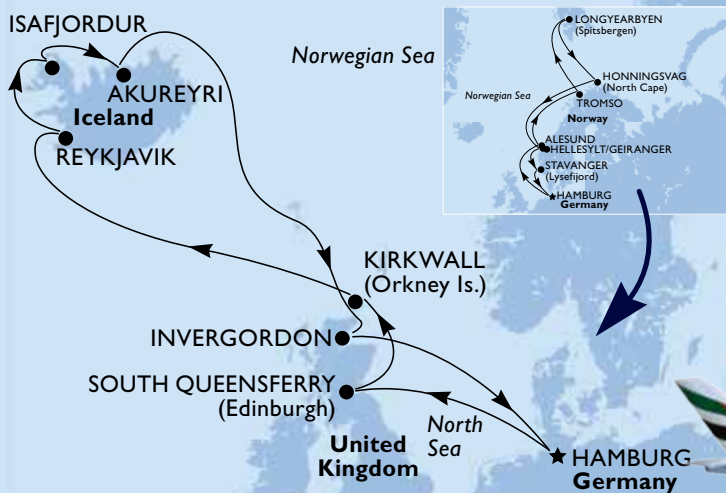 ISAFJORDUR
AKUREYRI
Iceland
REYKJAVIK
Norwegian Sea
KIRKWALL
(Orkney Is.)
INVERGORDON
SOUTH QUEENSFERRY
(Edinburgh)
North
Sea
United
Kingdom
HAMBURG
Germany
LONGYEARBYEN
(Spitsbergen)
HONNINGSVAG
(North Cape)
Norwegian Sea
TROMSO
Norway
ALESUND
HELLESYLT/GEIRANGER
STAVANGER
(Lysefijord)
HAMBURG
Germany